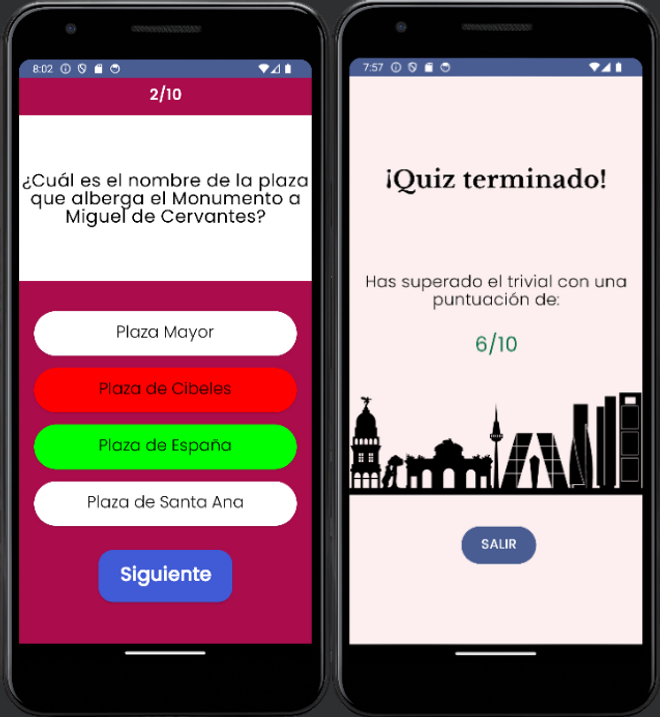 8:02
2/10
¿Cuál es el nombre de la plaza
que alberga el Monumento a
Miguel de Cervantes?
Plaza Mayor
Plaza de Cibeles
Plaza de España
Plaza de Santa Ana
Siguiente
7:57
¡Quiz terminado!
Has superado el trivial con una
puntuación de:
6/10
SALIR